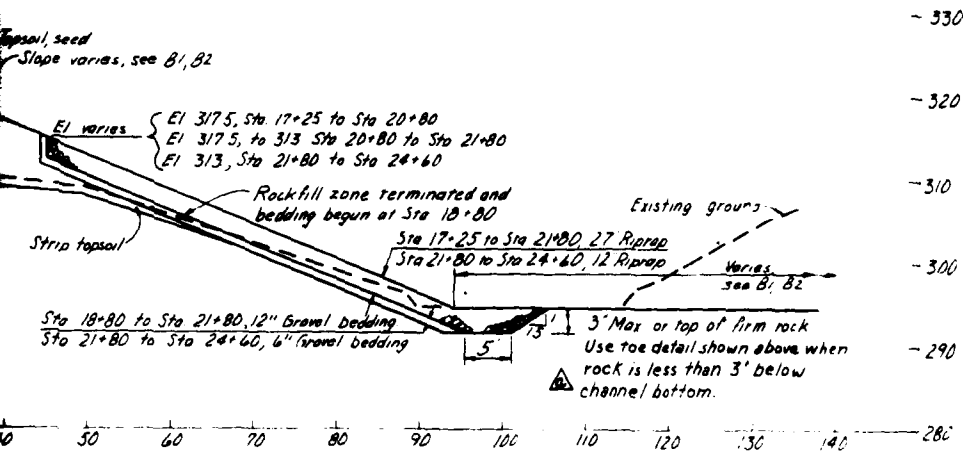 - 330
Topsoil, seed
Slope varies, see B1, B2
- 320
El varies
El 317.5, Sta. 17+25 to Sta 20+80
El 317.5, to 313 Sta 20+80 to Sta 21+80
El 313, Sta 21+80 to Sta 24+60
- 310
Rockfill zone terminated and
bedding begun at Sta 18+80
Existing ground
Strip topsoil
Sta 17+25 to Sta 21+80, 27" Riprap
Sta 21+80 to Sta 24+60, 12" Riprap
- 300
Varies
see B1, B2
Sta 18+80 to Sta 21+80, 12" Gravel bedding
Sta 21+80 to Sta 24+60, 6" Gravel bedding
1
1.5
5'
3' Max or top of firm rock
Use toe detail shown above when
rock is less than 3' below
channel bottom.
a
- 290
50 60 70 80 90 100 110 120 130 140
- 280